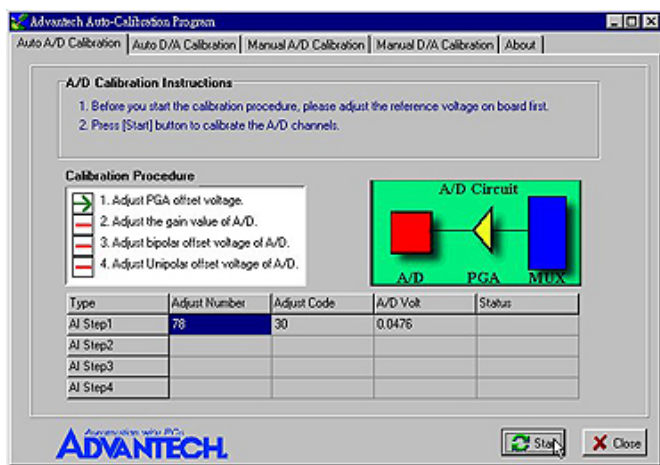 Advantech Auto-Calibration Program
Auto A/D Calibration Auto D/A Calibration Manual A/D Calibration Manual D/A Calibration About
A/D Calibration Instructions
1. Before you start the calibration procedure, please adjust the reference voltage on board first.
2. Press [Start] button to calibrate the A/D channels.
Calibration Procedure
1. Adjust PGA offset voltage.
2. Adjust the gain value of A/D.
3. Adjust bipolar offset voltage of A/D.
4. Adjust Unipolar offset voltage of A/D.
A/D Circuit
A/D PGA MUX
Type Adjust Number Adjust Code A/D Volt Status
AI Step1 78 30 0.0476
AI Step2
AI Step3
AI Step4
Automation with PCs
ADVANTECH
Start Close